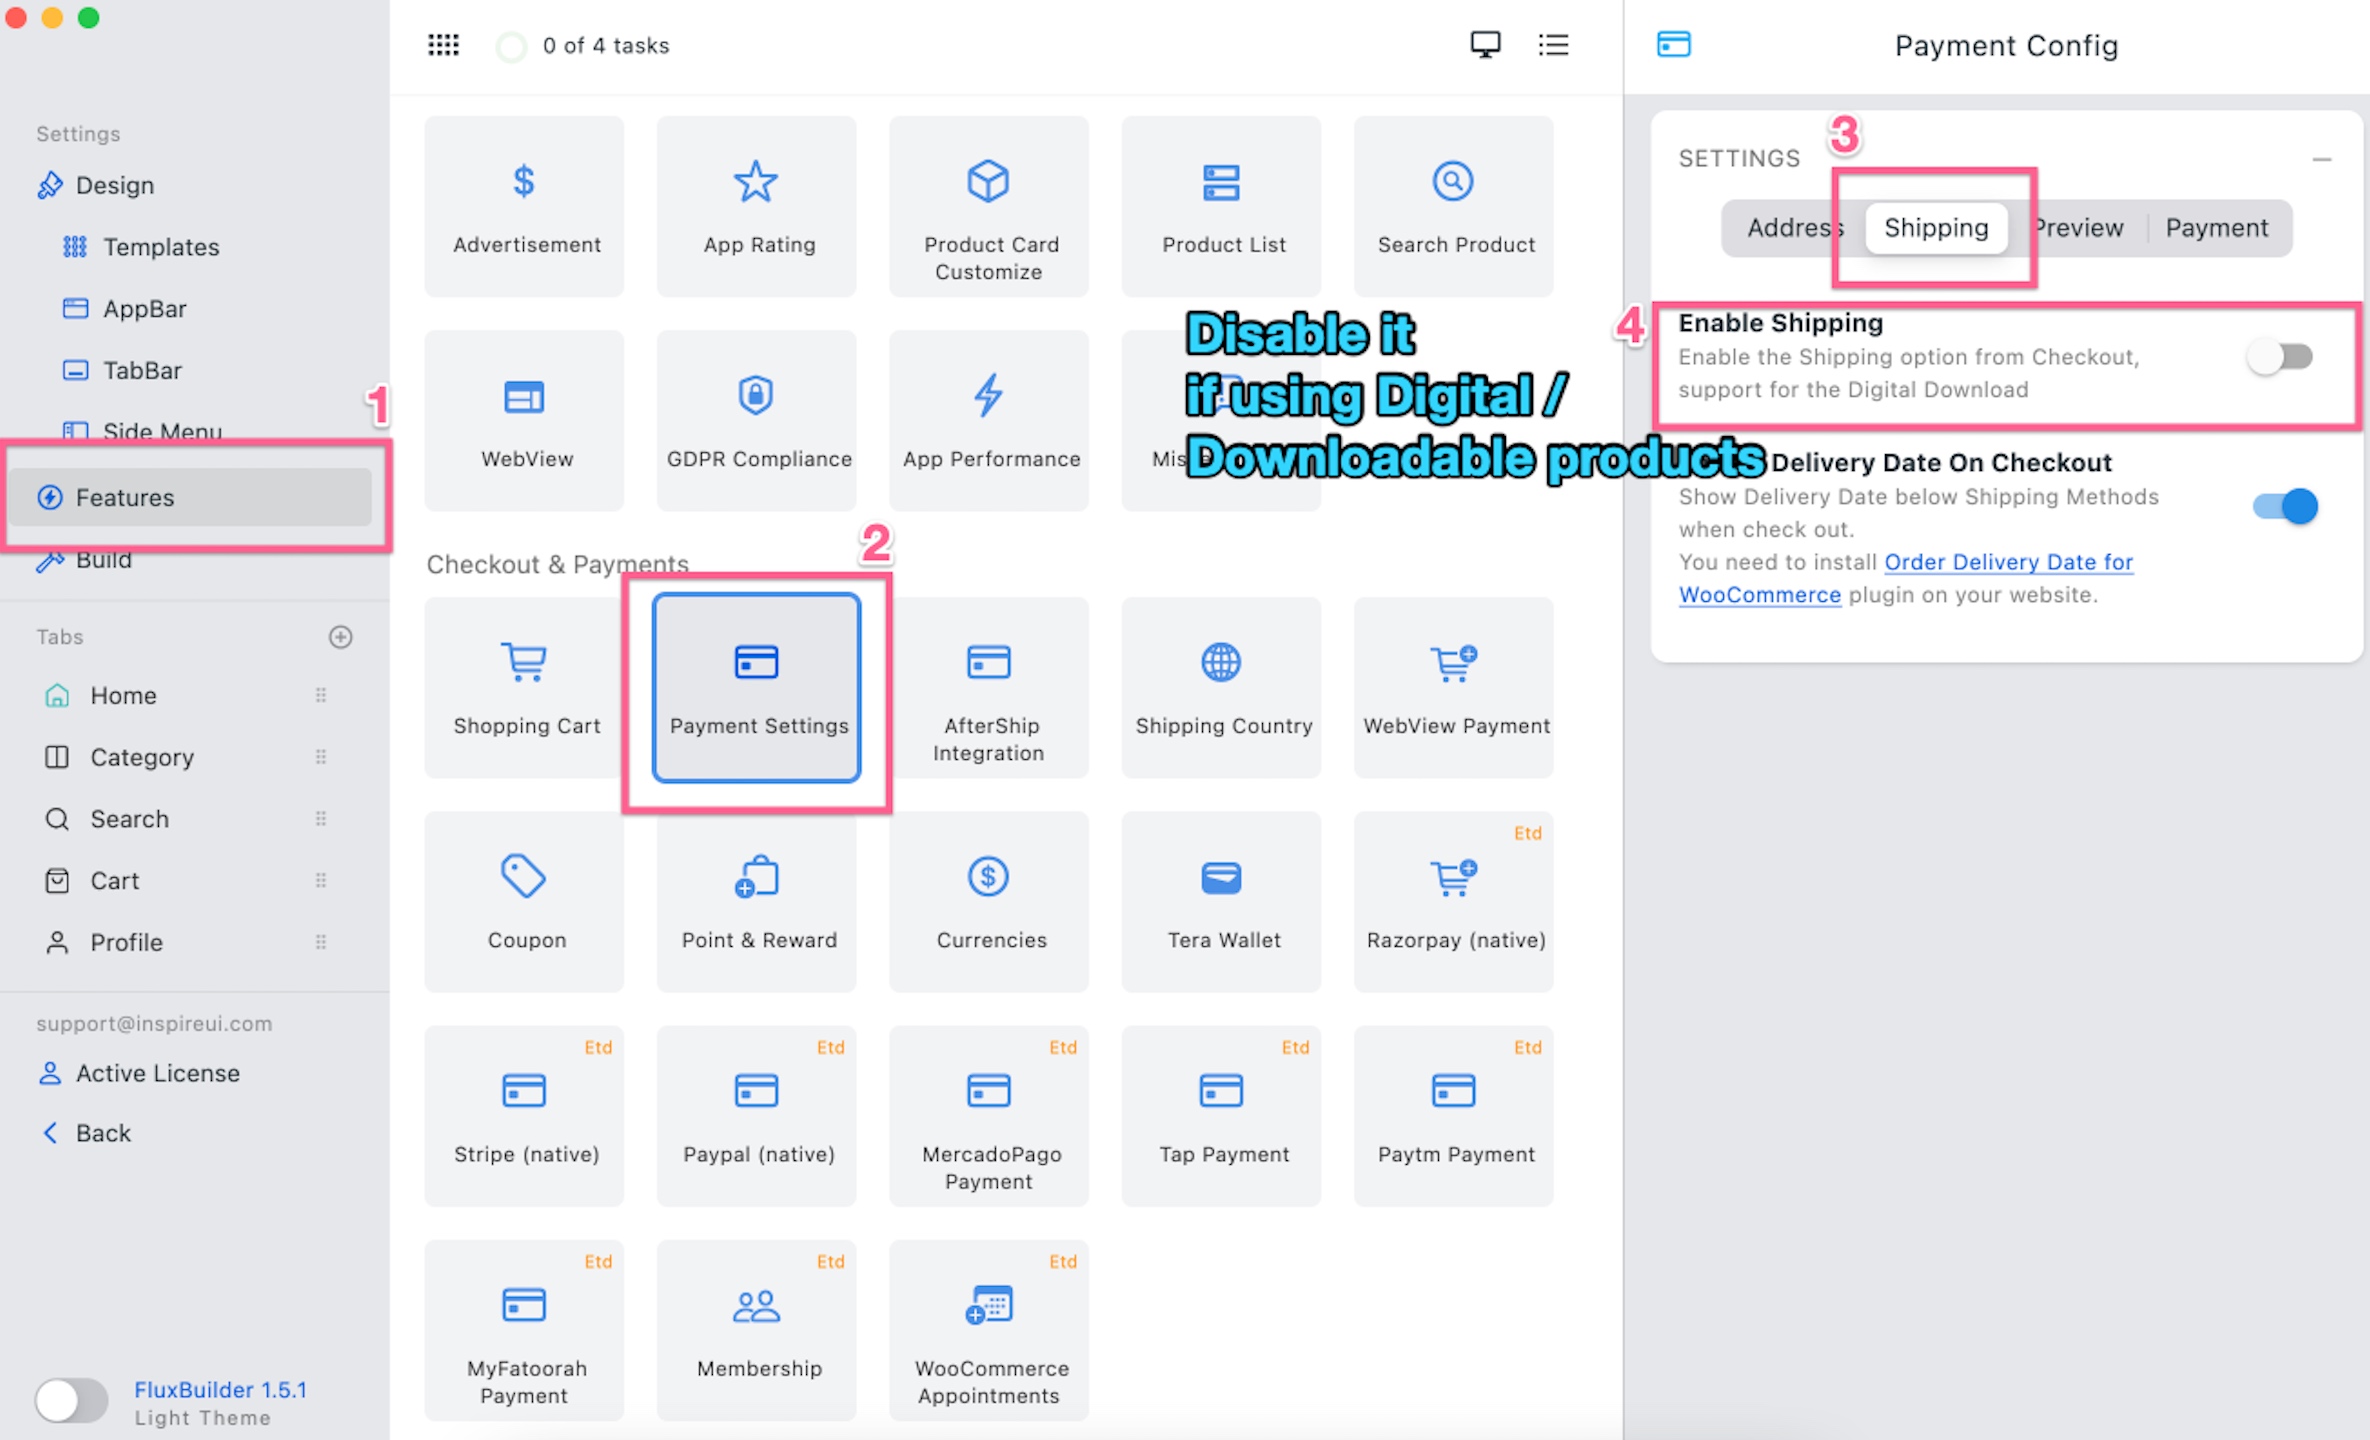 0 of 4 tasks
Payment Config
Settings
Design
Templates
AppBar
TabBar
Side Menu
1
Features
Build
Tabs
Home
Category
Search
Cart
Profile
support@inspireui.com
Active License
Back
FluxBuilder 1.5.1
Light Theme
Advertisement
App Rating
Product Card
Customize
Product List
Search Product
WebView
GDPR Compliance
App Performance
Disable it
if using Digital /
Downloadable products
Checkout & Payments
2
Shopping Cart
Payment Settings
AfterShip
Integration
Shipping Country
WebView Payment
Coupon
Point & Reward
Currencies
Tera Wallet
Etd
Razorpay (native)
Etd
Stripe (native)
Etd
Paypal (native)
Etd
MercadoPago
Payment
Etd
Tap Payment
Etd
Paytm Payment
Etd
MyFatoorah
Payment
Etd
Membership
Etd
WooCommerce
Appointments
SETTINGS
3
Address
Shipping
Preview
Payment
4
Enable Shipping
Enable the Shipping option from Checkout,
support for the Digital Download
Delivery Date On Checkout
Show Delivery Date below Shipping Methods
when check out.
You need to install Order Delivery Date for
WooCommerce plugin on your website.